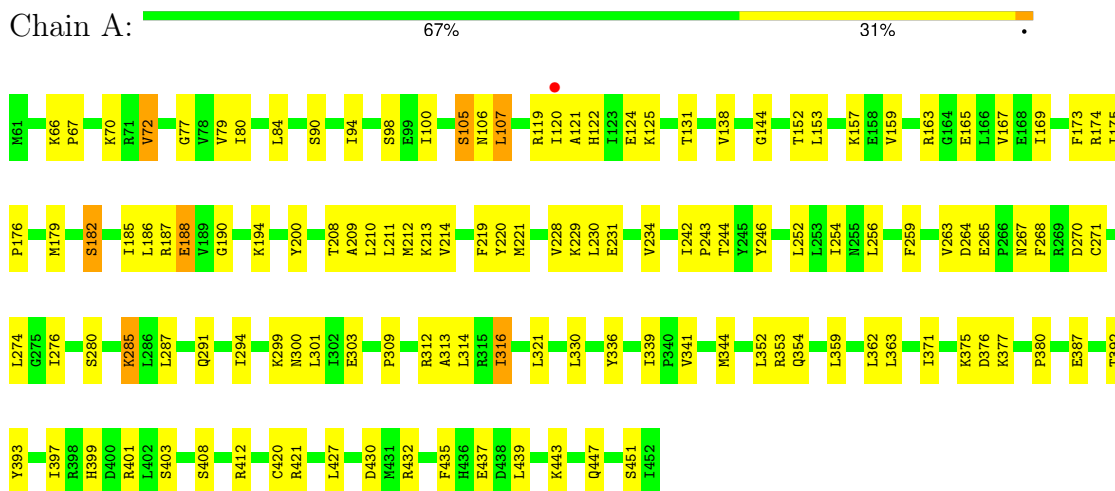 Chain A:
67% 31% •
M61 K66 P67 K70 R71 V72 G77 V78 V79 I80 L84 S90 I94 S98 E99 I100 S105 N106 L107 R119 I120 A121 H122 I123 E124 K125 T131 V138 G144 T152 L153 K157 E158 V159 R163 G164 E165 L166 V167 E168 I169 F173 R174
P176 M179 S182 I185 L186 R187 E188 V189 G190 K194 Y200 T208 A209 L210 L211 M212 K213 V214 F219 Y220 M221 V228 K229 L230 E231 V234 I242 P243 T244 Y245 Y246 L252 L253 I254 N255 L256 F259 V263 D264 E265 P266 N267 F268 R269 D270 C271
L274 G275 I276 S280 K285 L286 L287 Q291 I294 K299 N300 L301 I302 E303 P309 R312 A313 L314 R315 I316 L321 L330 Y336 I339 P340 V341 M344 L352 R353 Q354 L359 L362 L363 I371 K375 D376 K377 P380 E387
Y393 I397 R398 H399 D400 R401 L402 S403 S408 R412 C420 R421 L427 D430 M431 R432 F435 H436 E437 D438 L439 K443 Q447 S451 I452